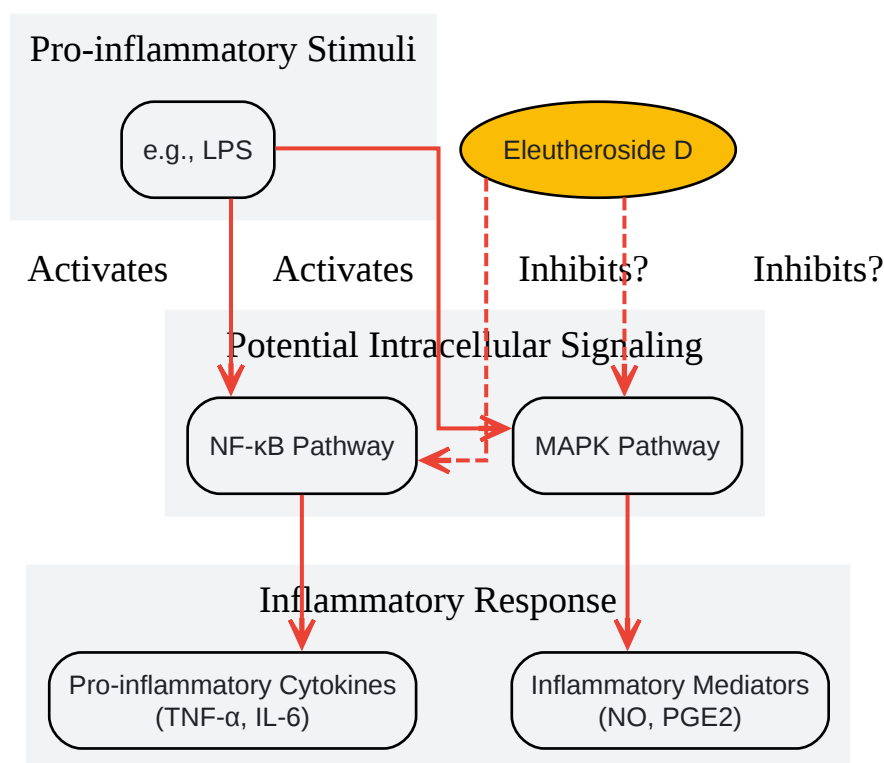 Pro-inflammatory Stimuli
e.g., LPS
Eleutheroside D
Activates
Activates
Inhibits?
Inhibits?
Potential Intracellular Signaling
NF-κB Pathway
MAPK Pathway
Inflammatory Response
Pro-inflammatory Cytokines
(TNF-α, IL-6)
Inflammatory Mediators
(NO, PGE2)